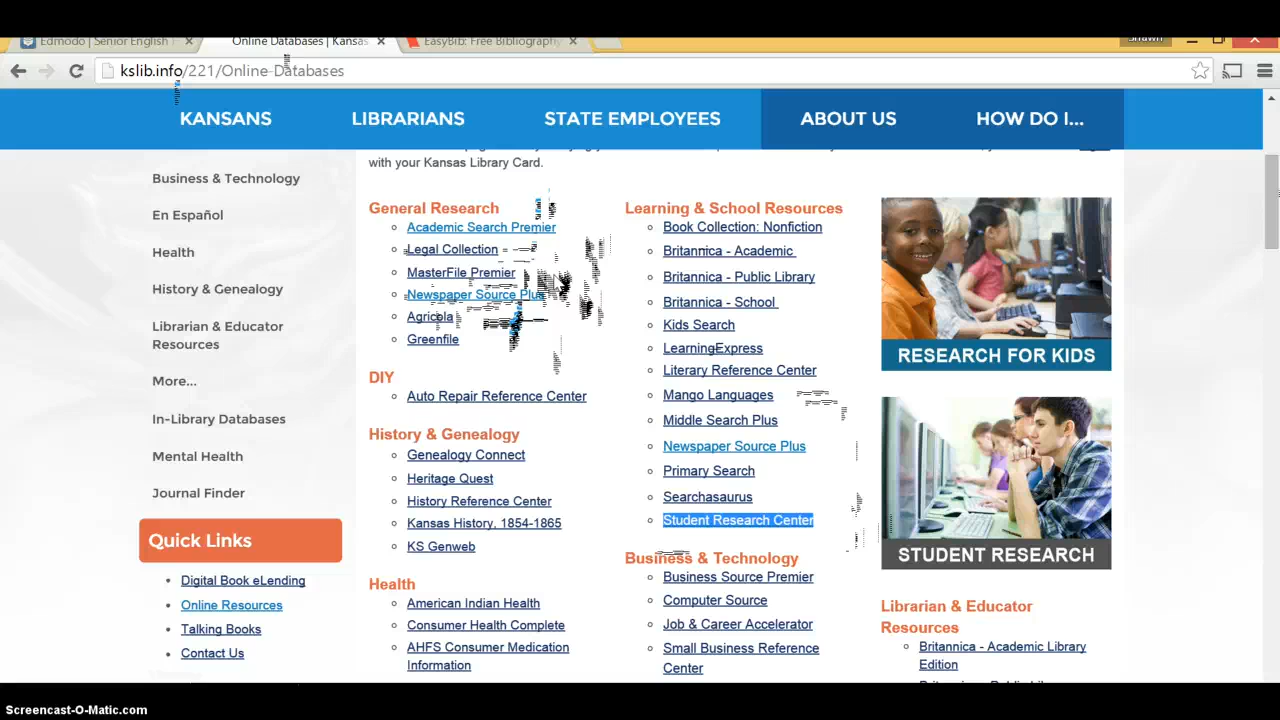 Edmodo | Senior English
Online Databases | Kansas
EasyBib: Free Bibliography
Shawn
kslib.info/221/Online-Databases
KANSANS
LIBRARIANS
STATE EMPLOYEES
ABOUT US
HOW DO I...
with your Kansas Library Card.
Business & Technology
En Español
Health
History & Genealogy
Librarian & Educator
Resources
More...
In-Library Databases
Mental Health
Journal Finder
Quick Links
Digital Book eLending
Online Resources
Talking Books
Contact Us
General Research
Academic Search Premier
Legal Collection
MasterFile Premier
Newspaper Source Plus
Agricola
Greenfile
DIY
Auto Repair Reference Center
History & Genealogy
Genealogy Connect
Heritage Quest
History Reference Center
Kansas History, 1854-1865
KS Genweb
Health
American Indian Health
Consumer Health Complete
AHFS Consumer Medication
Information
Learning & School Resources
Book Collection: Nonfiction
Britannica - Academic
Britannica - Public Library
Britannica - School
Kids Search
LearningExpress
Literary Reference Center
Mango Languages
Middle Search Plus
Newspaper Source Plus
Primary Search
Searchasaurus
Student Research Center
Business & Technology
Business Source Premier
Computer Source
Job & Career Accelerator
Small Business Reference
Center
RESEARCH FOR KIDS
STUDENT RESEARCH
Librarian & Educator
Resources
Britannica - Academic Library
Edition
Screencast-O-Matic.com